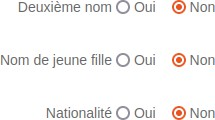 Deuxième nom Oui Non
Nom de jeune fille Oui Non
Nationalité Oui Non